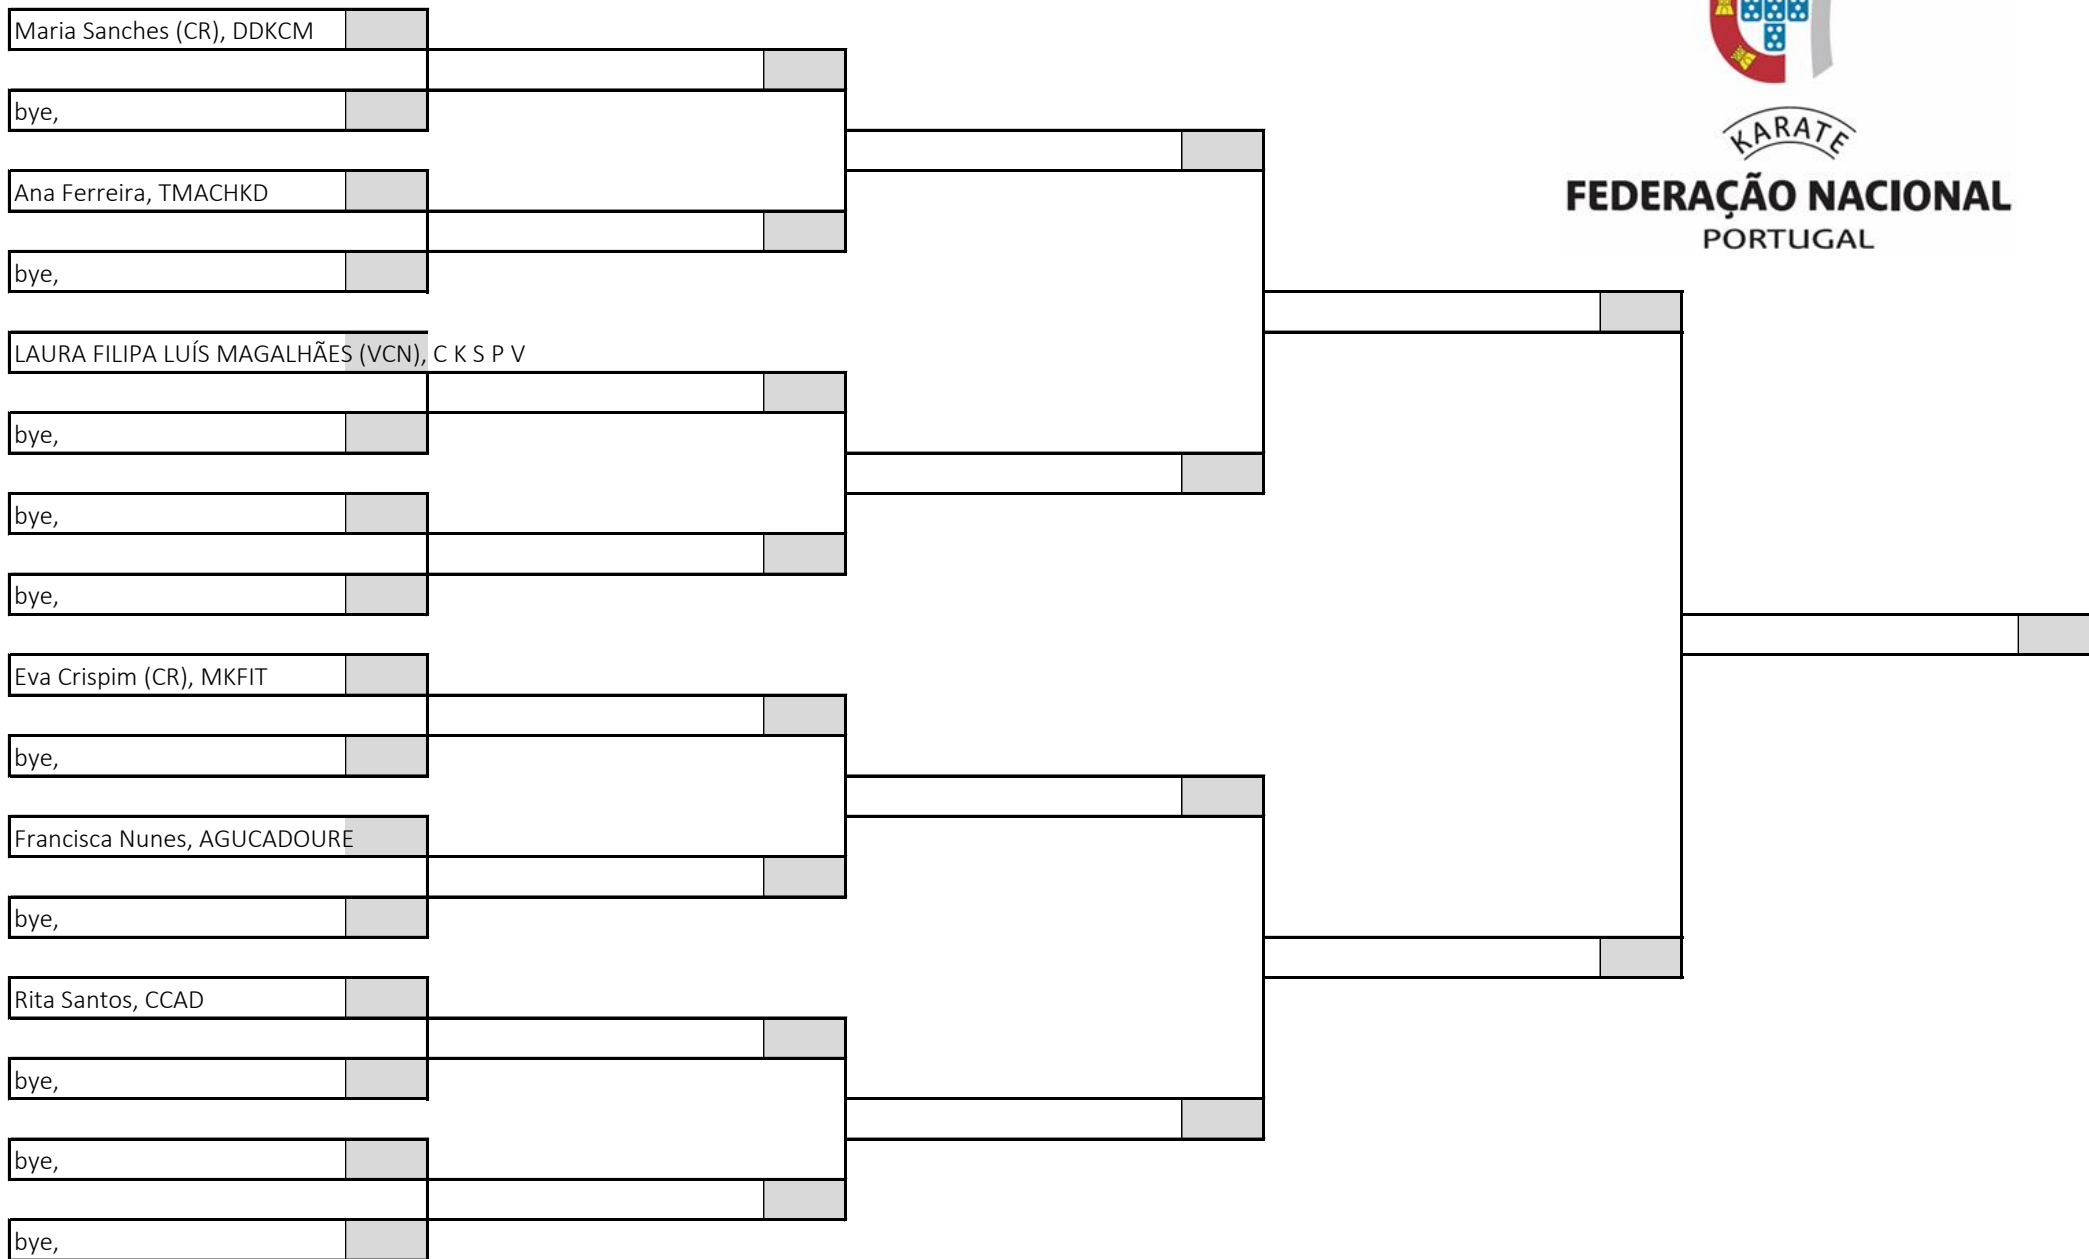 Maria Sanches (CR), DDKCM
bye,
KARATE
Ana Ferreira, TMACHKD
FEDERAÇÃO NACIONAL
PORTUGAL
bye,
LAURA FILIPA LUÍS MAGALHÃES (VCN), C K S P V
bye,
bye,
bye,
Eva Crispim (CR), MKFIT
bye,
Francisca Nunes, AGUCADOURE
bye,
Rita Santos, CCAD
bye,
bye,
bye,